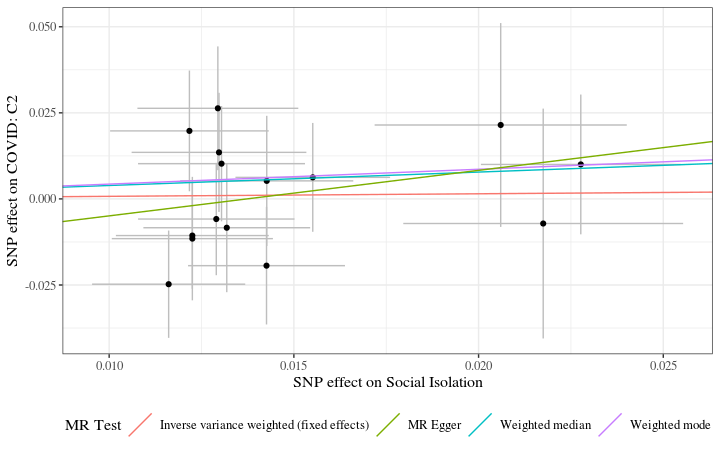 0.050
0.025
0.000
-0.025
SNP effect on COVID: C2
0.010 0.015 0.020 0.025
SNP effect on Social Isolation
MR Test Inverse variance weighted (fixed effects) MR Egger Weighted median Weighted mode